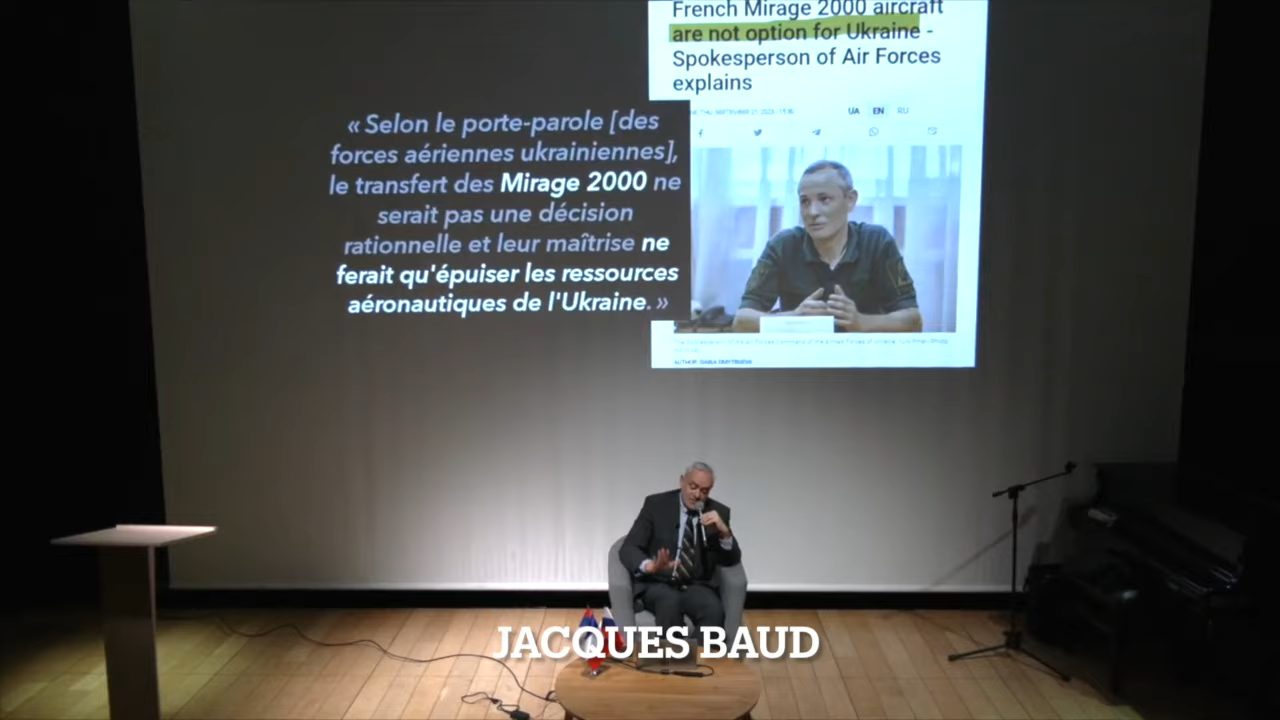 French Mirage 2000 aircraft
are not option for Ukraine -
Spokesperson of Air Forces
explains
UA EN RU
« Selon le porte-parole [des
forces aériennes ukrainiennes],
le transfert des Mirage 2000 ne
serait pas une décision
rationnelle et leur maîtrise ne
ferait qu'épuiser les ressources
aéronautiques de l'Ukraine. »
JACQUES BAUD